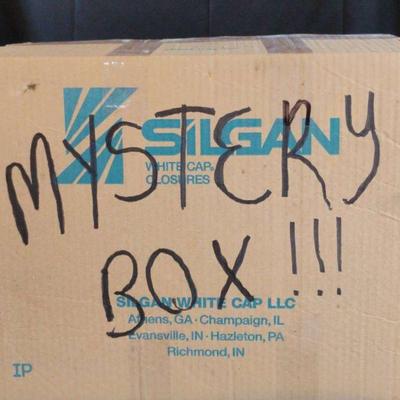 SILGAN
WHITE CAP®
CLOSURES
MYSTERY
BOX !!!
SILGAN WHITE CAP LLC
Athens, GA · Champaign, IL
Evansville, IN · Hazleton, PA
Richmond, IN
IP